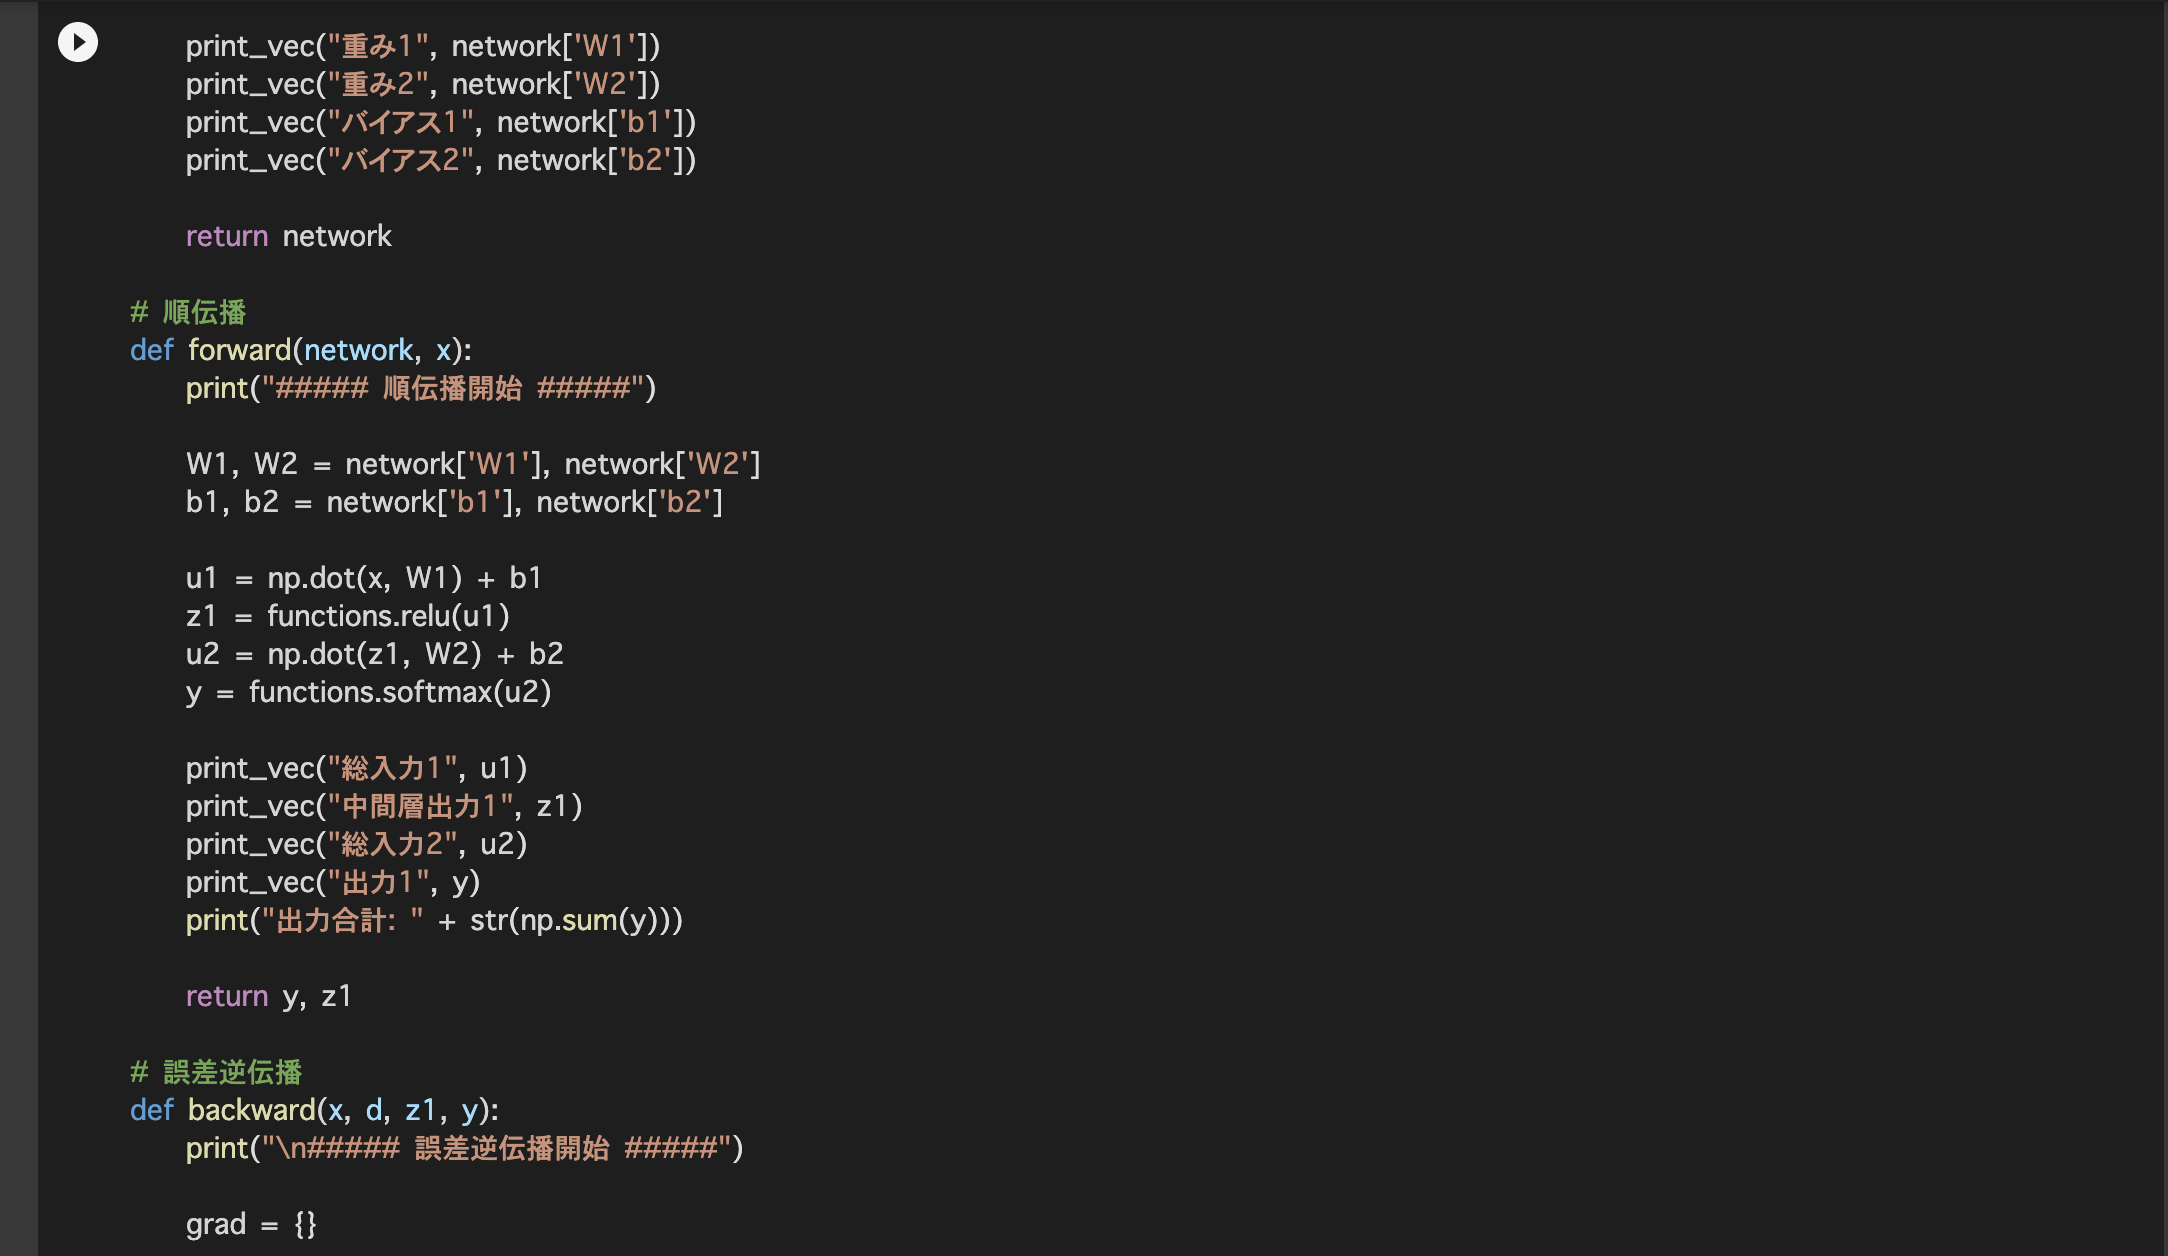 print_vec("重み1", network['W1'])
print_vec("重み2", network['W2'])
print_vec("バイアス1", network['b1'])
print_vec("バイアス2", network['b2'])
return network
# 順伝播
def forward(network, x):
print("##### 順伝播開始 #####")
W1, W2 = network['W1'], network['W2']
b1, b2 = network['b1'], network['b2']
u1 = np.dot(x, W1) + b1
z1 = functions.relu(u1)
u2 = np.dot(z1, W2) + b2
y = functions.softmax(u2)
print_vec("総入力1", u1)
print_vec("中間層出力1", z1)
print_vec("総入力2", u2)
print_vec("出力1", y)
print("出力合計: " + str(np.sum(y)))
return y, z1
# 誤差逆伝播
def backward(x, d, z1, y):
print("\n##### 誤差逆伝播開始 #####")
grad = {}